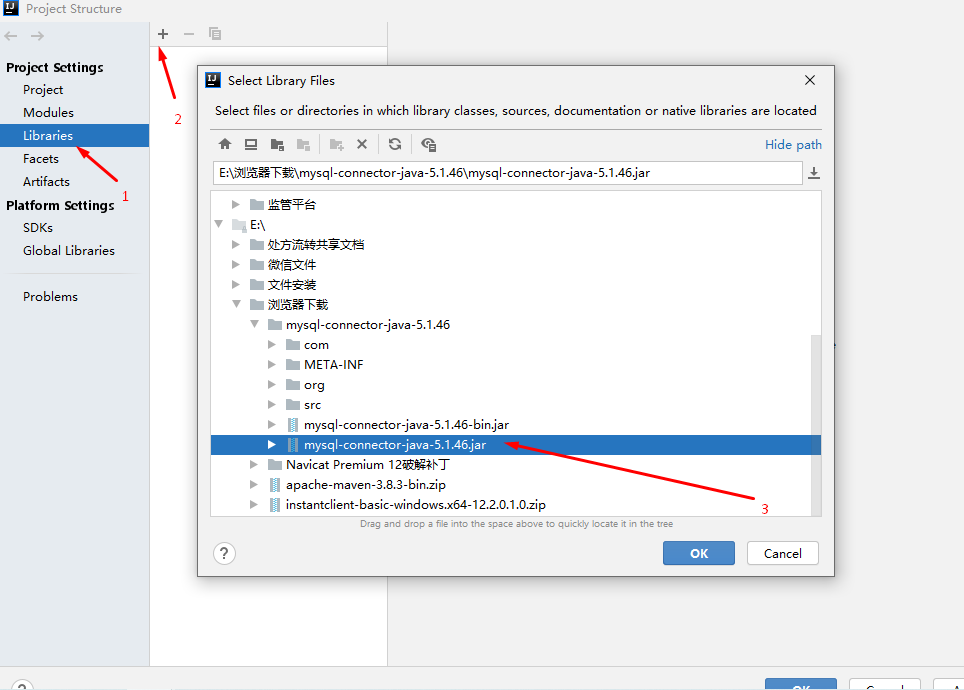 Project Structure
Project Settings
Project
Modules
Libraries
Facets
Artifacts
Platform Settings
SDKs
Global Libraries
Problems
1
2
Select Library Files
Select files or directories in which library classes, sources, documentation or native libraries are located
Hide path
E:\浏览器下载\mysql-connector-java-5.1.46\mysql-connector-java-5.1.46.jar
监管平台
E:\
处方流转共享文档
微信文件
文件安装
浏览器下载
mysql-connector-java-5.1.46
com
META-INF
org
src
mysql-connector-java-5.1.46-bin.jar
mysql-connector-java-5.1.46.jar
Navicat Premium 12破解补丁
apache-maven-3.8.3-bin.zip
instantclient-basic-windows.x64-12.2.0.1.0.zip
3
Drag and drop a file into the space above to quickly locate it in the tree
?
OK
Cancel